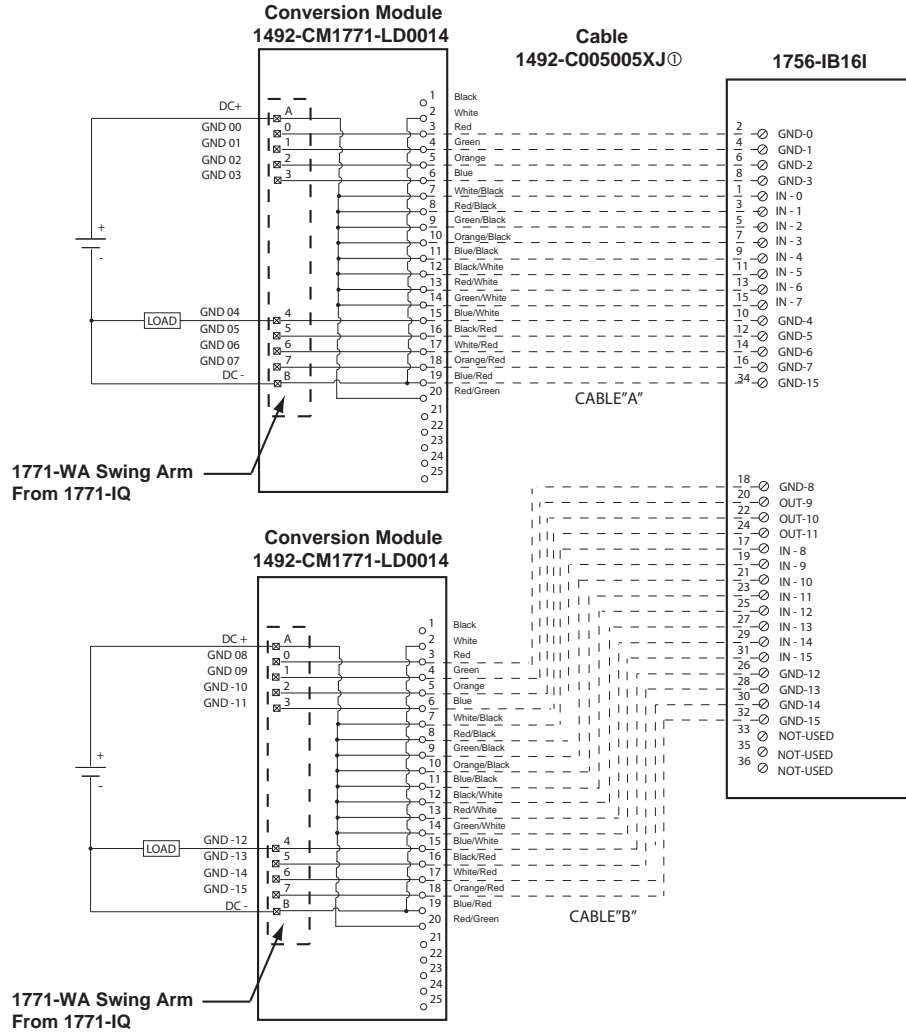 Conversion Module
1492-CM1771-LD0014
Cable
1492-C005005XJ①
1756-IB16I
DC+
GND 00
GND 01
GND 02
GND 03
+
-
LOAD
GND 04
GND 05
GND 06
GND 07
DC -
A
0
1
2
3
4
5
6
7
B
1 Black
2 White
3 Red
4 Green
5 Orange
6 Blue
7 White/Black
8 Red/Black
9 Green/Black
10 Orange/Black
11 Blue/Black
12 Black/White
13 Red/White
14 Green/White
15 Blue/White
16 Black/Red
17 White/Red
18 Orange/Red
19 Blue/Red
20 Red/Green
21
22
23
24
25
CABLE"A"
2 GND-0
4 GND-1
6 GND-2
8 GND-3
1 IN - 0
3 IN - 1
5 IN - 2
7 IN - 3
9 IN - 4
11 IN - 5
13 IN - 6
15 IN - 7
10 GND-4
12 GND-5
14 GND-6
16 GND-7
34 GND-15
1771-WA Swing Arm
From 1771-IQ
18 GND-8
20 OUT-9
22 OUT-10
24 OUT-11
17 IN - 8
19 IN - 9
21 IN - 10
23 IN - 11
25 IN - 12
27 IN - 13
29 IN - 14
31 IN - 15
26 GND-12
28 GND-13
30 GND-14
32 GND-15
33 NOT-USED
35 NOT-USED
36 NOT-USED
Conversion Module
1492-CM1771-LD0014
DC +
GND 08
GND 09
GND -10
GND -11
+
-
LOAD
GND -12
GND -13
GND -14
GND -15
DC -
A
0
1
2
3
4
5
6
7
B
1 Black
2 White
3 Red
4 Green
5 Orange
6 Blue
7 White/Black
8 Red/Black
9 Green/Black
10 Orange/Black
11 Blue/Black
12 Black/White
13 Red/White
14 Green/White
15 Blue/White
16 Black/Red
17 White/Red
18 Orange/Red
19 Blue/Red
20 Red/Green
21
22
23
24
25
CABLE"B"
1771-WA Swing Arm
From 1771-IQ